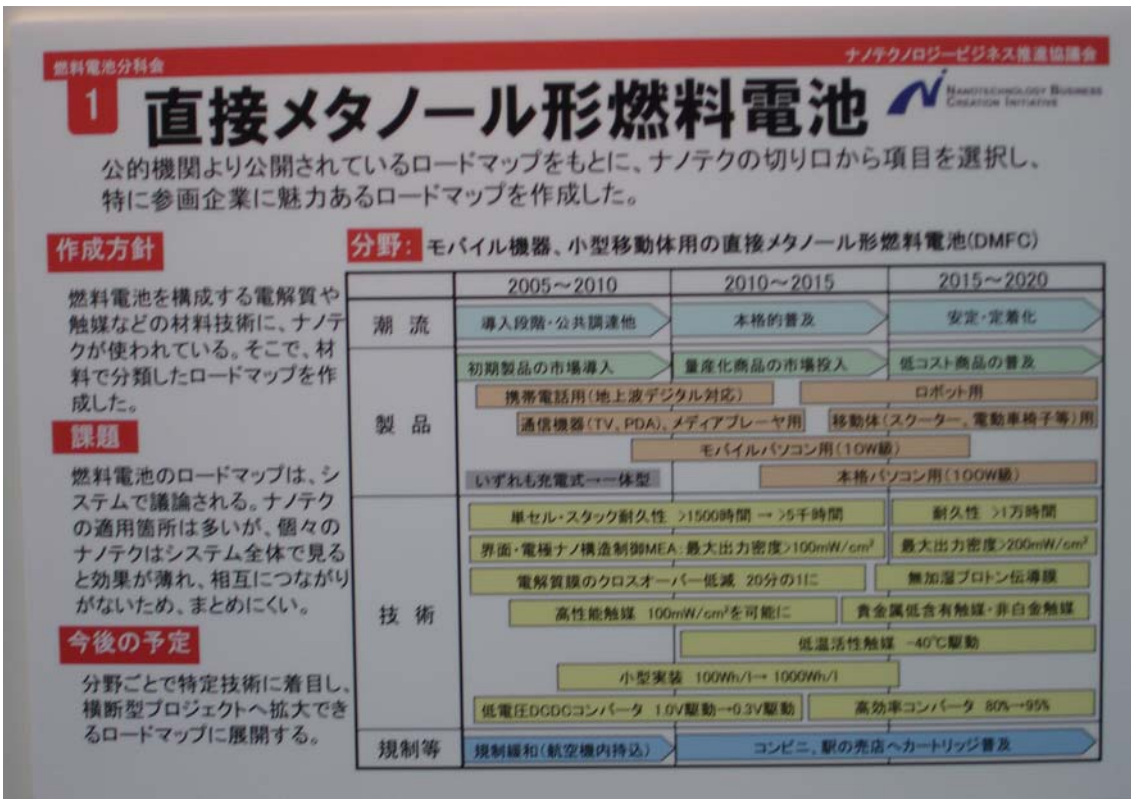 燃料電池分科会
ナノテクノロジービジネス推進協議会
1
直接メタノール形燃料電池
NANOTECHNOLOGY BUSINESS
CREATION INITIATIVE
公的機関より公開されているロードマップをもとに、ナノテクの切り口から項目を選択し、
特に参画企業に魅力あるロードマップを作成した。
作成方針
燃料電池を構成する電解質や
触媒などの材料技術に、ナノテ
クが使われている。そこで、材
料で分類したロードマップを作
成した。
課題
燃料電池のロードマップは、シ
ステムで議論される。ナノテク
の適用箇所は多いが、個々の
ナノテクはシステム全体で見る
と効果が薄れ、相互につながり
がないため、まとめにくい。
今後の予定
分野ごとで特定技術に着目し、
横断型プロジェクトへ拡大でき
るロードマップに展開する。
分野: モバイル機器、小型移動体用の直接メタノール形燃料電池(DMFC)
2005~2010 2010~2015 2015~2020
潮 流 導入段階・公共調達他 本格的普及 安定・定着化
製 品
初期製品の市場導入 量産化商品の市場投入 低コスト商品の普及
携帯電話用(地上波デジタル対応) ロボット用
通信機器(TV、PDA)、メディアプレーヤ用 移動体(スクーター、電動車椅子等)用
モバイルパソコン用(10W級)
いずれも充電式→一体型 本格パソコン用(100W級)
技 術
単セル・スタック耐久性 >1500時間 → >5千時間 耐久性 >1万時間
界面・電極ナノ構造制御MEA:最大出力密度>100mW/cm² 最大出力密度>200mW/cm²
電解質膜のクロスオーバー低減 20分の1に 無加湿プロトン伝導膜
高性能触媒 100mW/cm²を可能に 貴金属低含有触媒・非白金触媒
低温活性触媒 -40℃駆動
小型実装 100Wh/l→ 1000Wh/l
低電圧DCDCコンバータ 1.0V駆動→0.3V駆動 高効率コンバータ 80%→95%
規制等 規制緩和(航空機内持込) コンビニ、駅の売店へカートリッジ普及